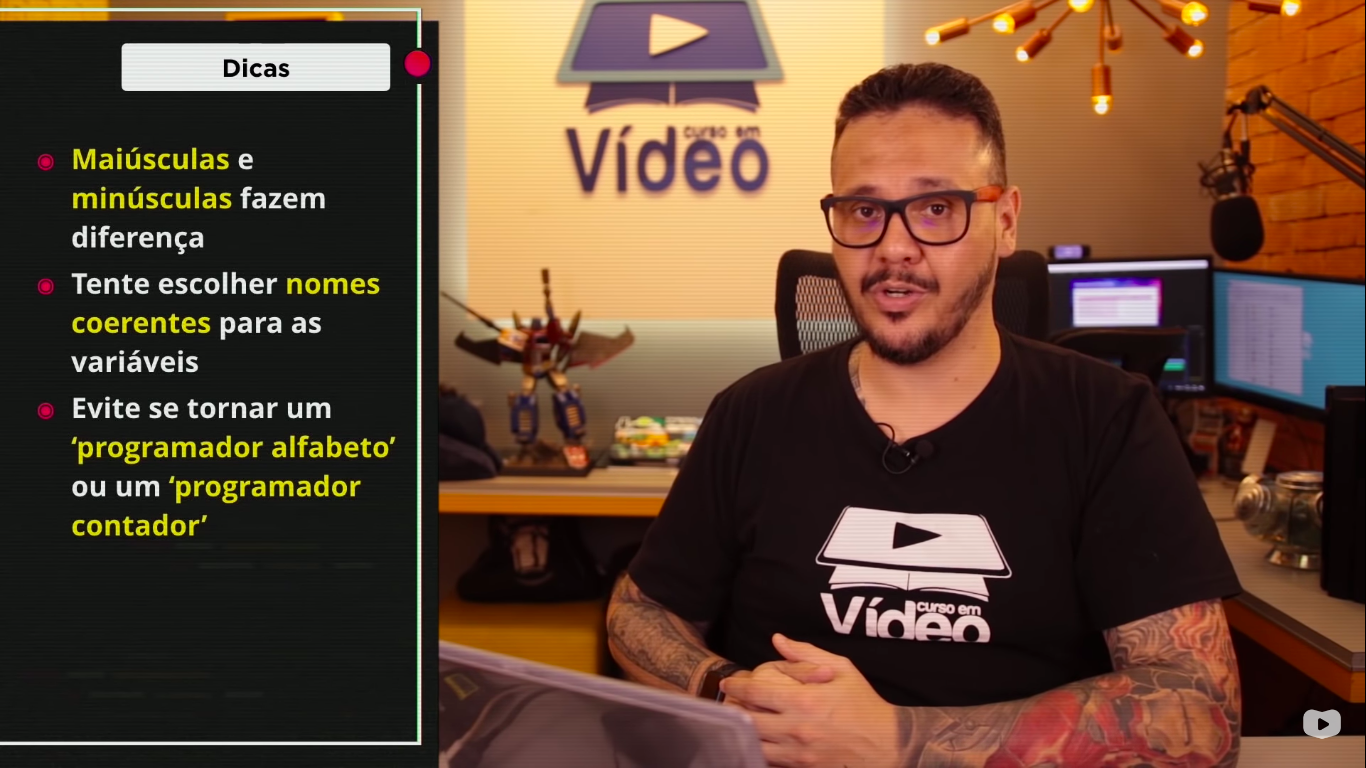 Dicas
Maiúsculas e
minúsculas fazem
diferença
Tente escolher nomes
coerentes para as
variáveis
Evite se tornar um
‘programador alfabeto’
ou um ‘programador
contador’
curso em
Vídeo
curso em
Vídeo